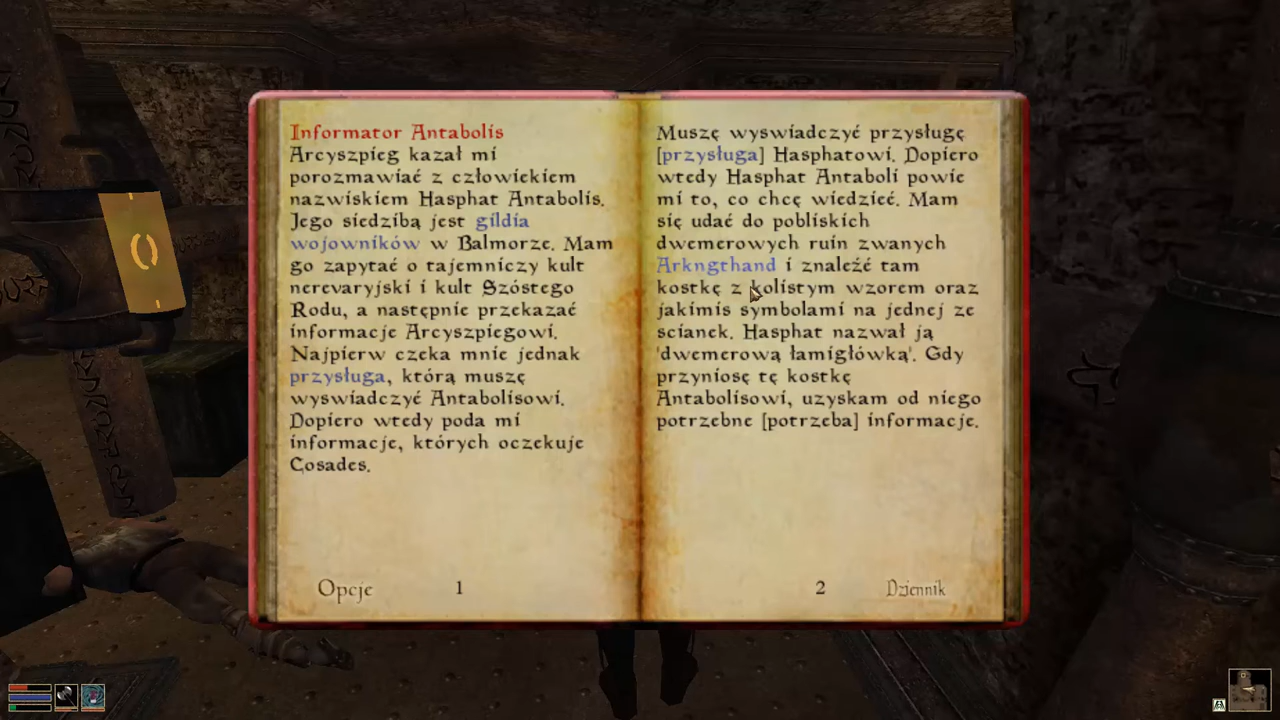 Informator Antabolis
Arcyszpieg kazał mi
porozmawiać z człowiekiem
nazwiskiem Hasphat Antabolis.
Jego siedzibą jest gildia
wojowników w Balmorze. Mam
go zapytać o tajemniczy kult
nerevaryjski i kult Szóstego
Rodu, a następnie przekazać
informacje Arcyszpiegowi.
Najpierw czeka mnie jednak
przysługa, którą muszę
wyswiadczyć Antabolisowi.
Dopiero wtedy poda mi
informacje, których oczekuje
Cosades.
Opcje
1
Muszę wyswiadczyć przysługę
[przysługa] Hasphatowi. Dopiero
wtedy Hasphat Antaboli powie
mi to, co chcę wiedzieć. Mam
się udać do pobliskich
dwemerowych ruin zwanych
Arkngthand i znaleźć tam
kostkę z kolistym wzorem oraz
jakimis symbolami na jednej ze
scianek. Hasphat nazwał ją
'dwemerową łamigłówką'. Gdy
przyniosę tę kostkę
Antabolisowi, uzyskam od niego
potrzebne [potrzeba] informacje.
2
Dziennik